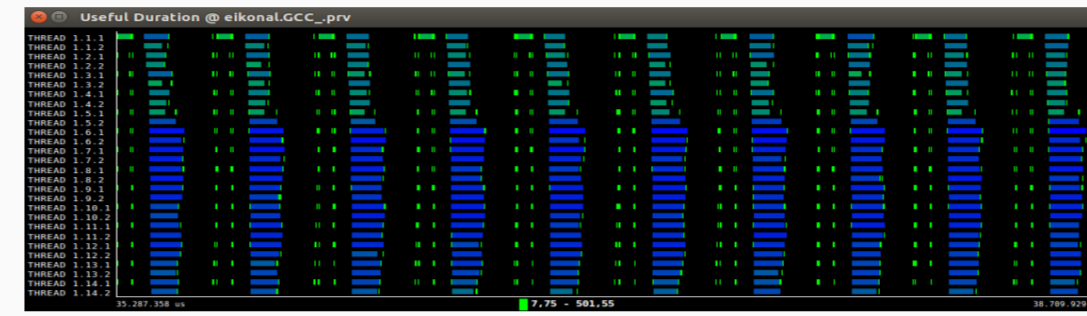 Useful Duration @ eikonal.GCC_.prv
THREAD 1.1.1
THREAD 1.1.2
THREAD 1.2.1
THREAD 1.2.2
THREAD 1.3.1
THREAD 1.3.2
THREAD 1.4.1
THREAD 1.4.2
THREAD 1.5.1
THREAD 1.5.2
THREAD 1.6.1
THREAD 1.6.2
THREAD 1.7.1
THREAD 1.7.2
THREAD 1.8.1
THREAD 1.8.2
THREAD 1.9.1
THREAD 1.9.2
THREAD 1.10.1
THREAD 1.10.2
THREAD 1.11.1
THREAD 1.11.2
THREAD 1.12.1
THREAD 1.12.2
THREAD 1.13.1
THREAD 1.13.2
THREAD 1.14.1
THREAD 1.14.2
35.287.358 us 7,75 - 501,55 38.709.929